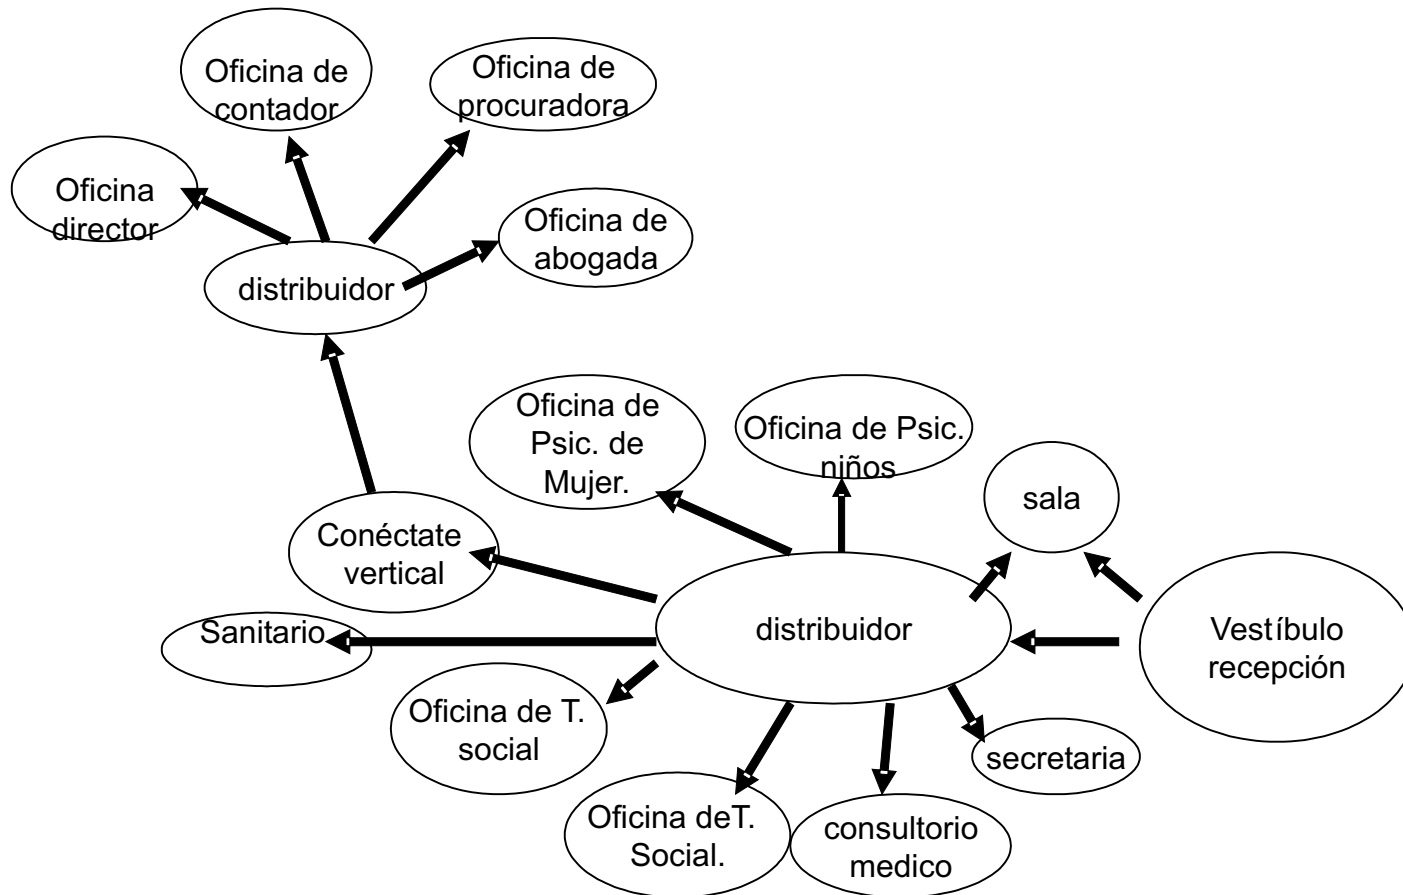 Oficina de
contador
Oficina de
procuradora
Oficina
director
Oficina de
abogada
distribuidor
Oficina de
Psic. de
Mujer.
Oficina de Psic.
niños
sala
Conéctate
vertical
Sanitario
distribuidor
Vestíbulo
recepción
Oficina de T.
social
secretaria
Oficina deT.
Social.
consultorio
medico